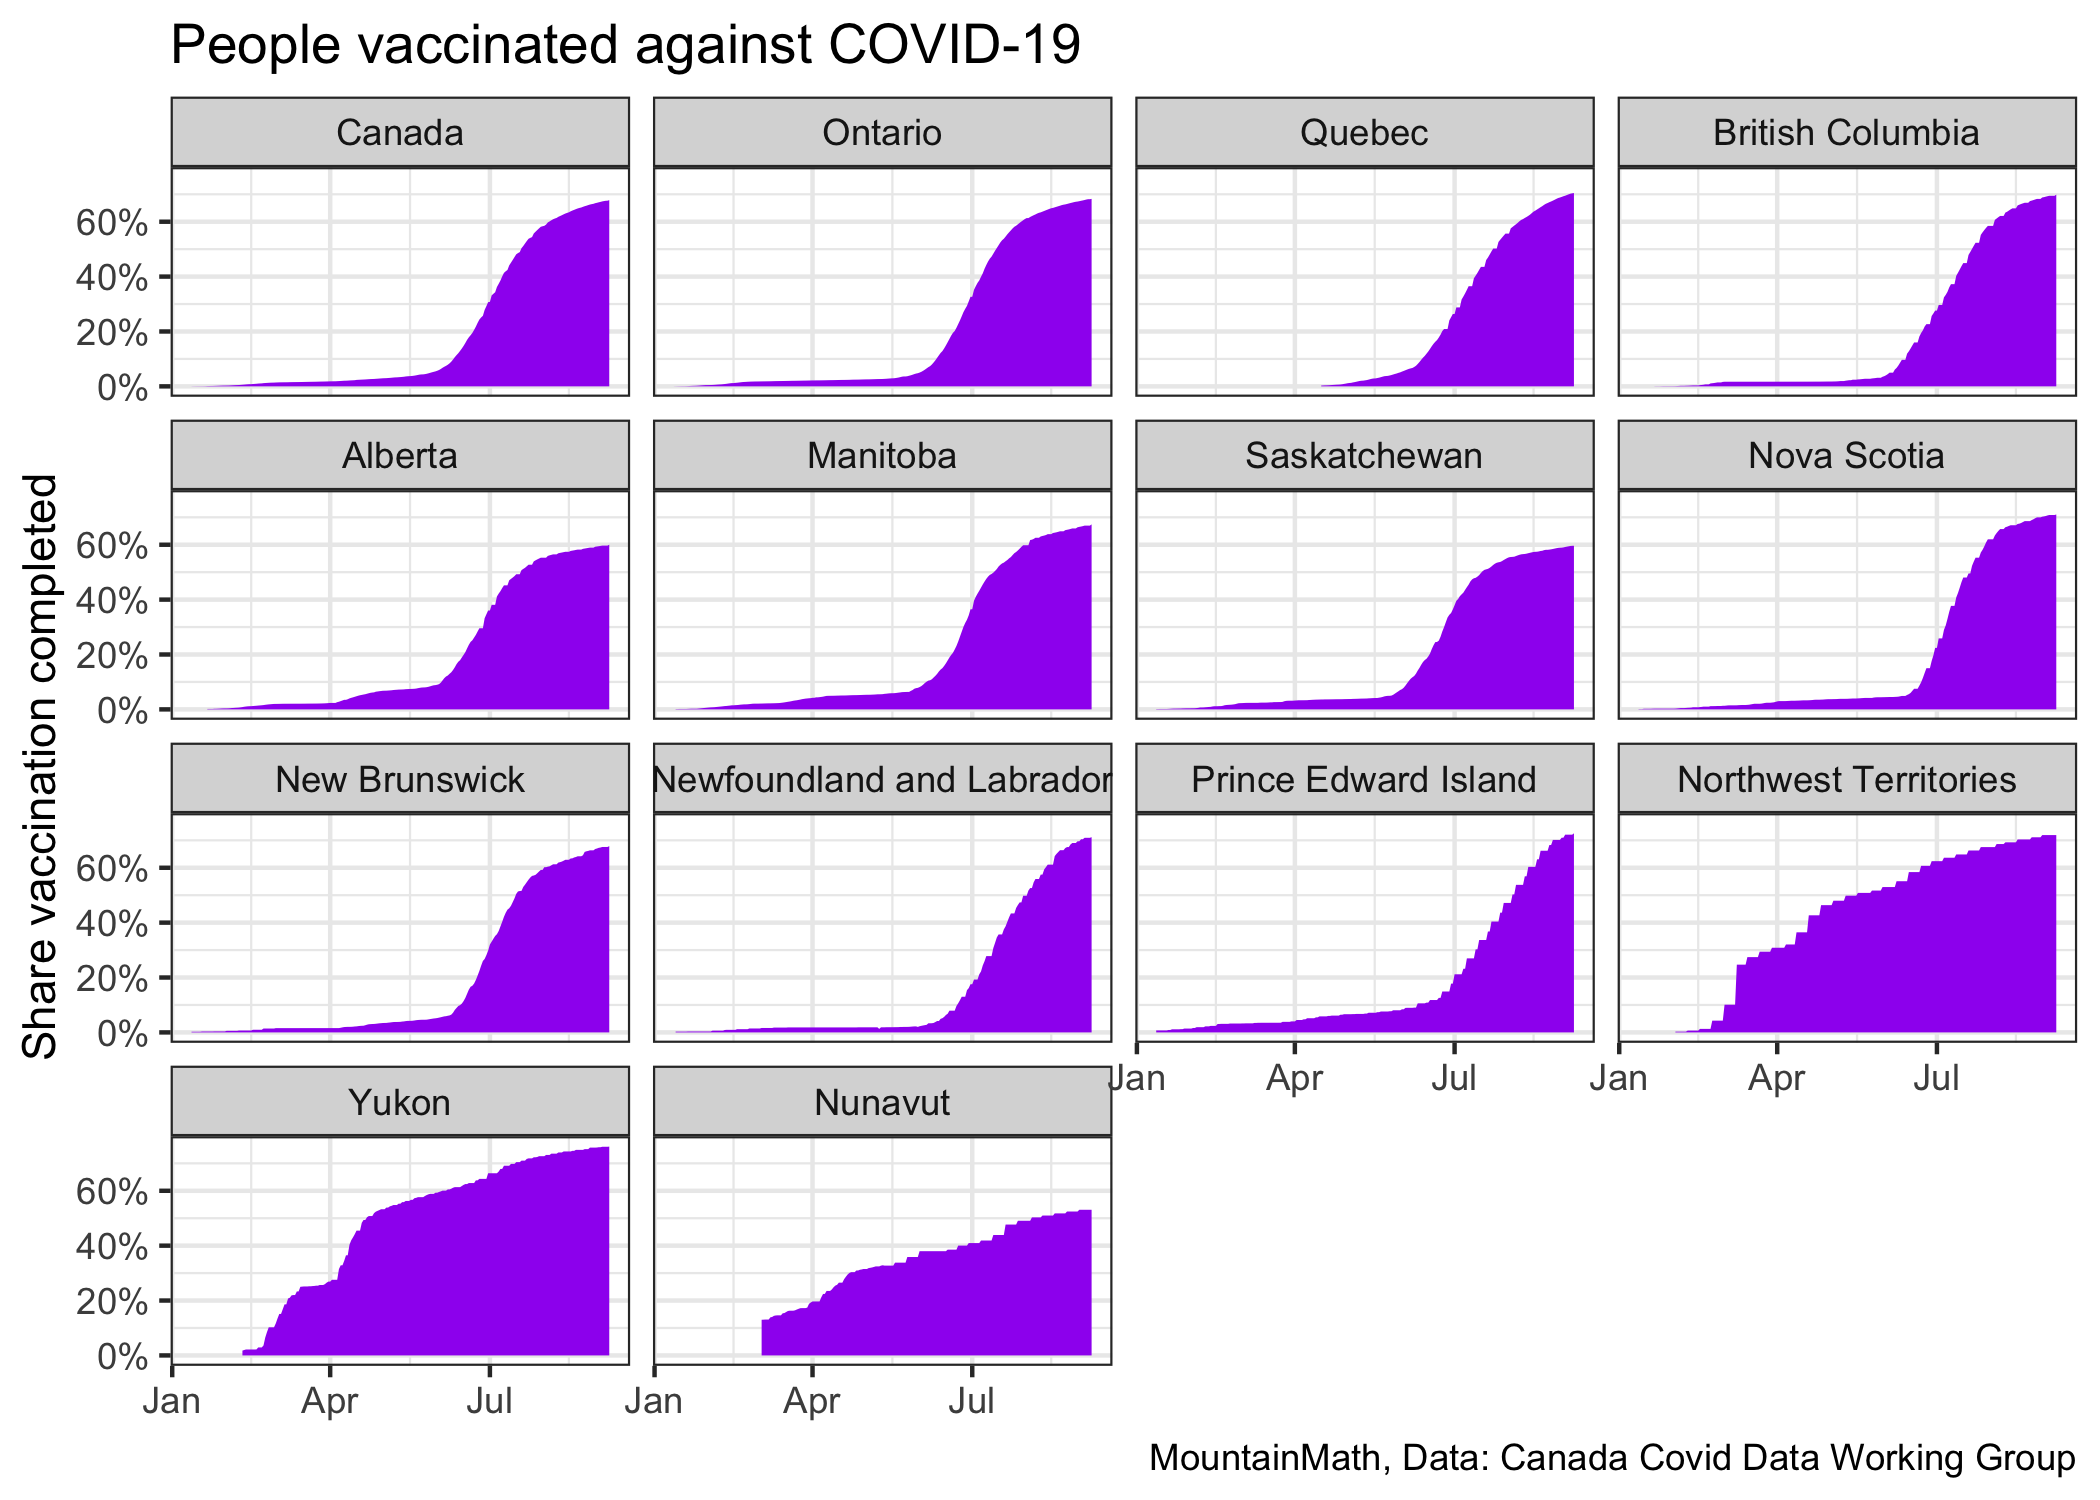 People vaccinated against COVID-19
Share vaccination completed
Canada Ontario Quebec British Columbia
60%
40%
20%
0%
Alberta Manitoba Saskatchewan Nova Scotia
60%
40%
20%
0%
New Brunswick Newfoundland and Labrador Prince Edward Island Northwest Territories
60%
40%
20%
0%
Jan Apr Jul Jan Apr Jul
Yukon Nunavut
60%
40%
20%
0%
Jan Apr Jul Jan Apr Jul
MountainMath, Data: Canada Covid Data Working Group